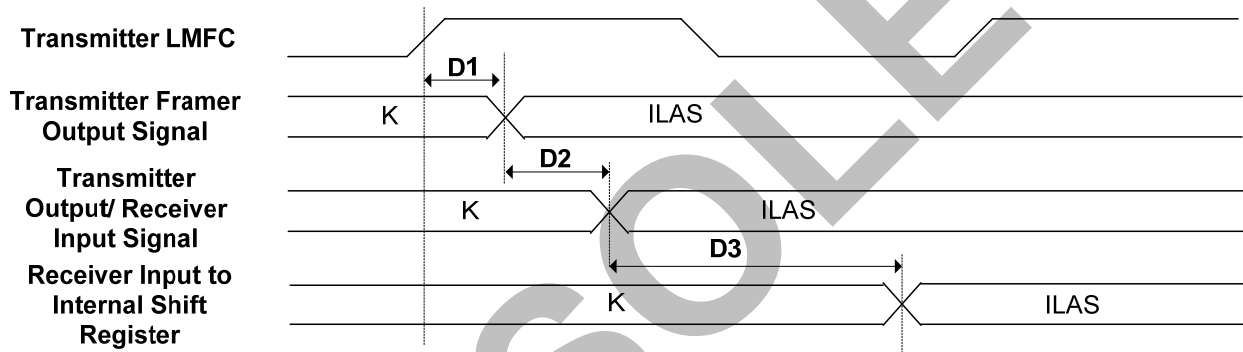 Transmitter LMFC
D1
Transmitter Framer
Output Signal
K
ILAS
D2
Transmitter
Output/ Receiver
Input Signal
K
ILAS
D3
Receiver Input to
Internal Shift
Register
K
ILAS